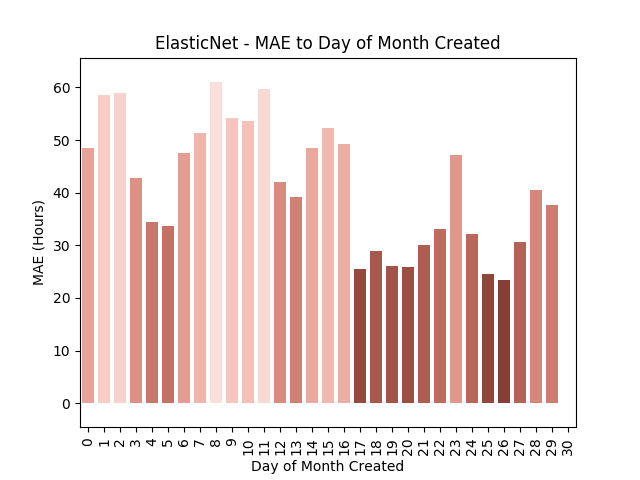 ElasticNet - MAE to Day of Month Created
MAE (Hours)
60
50
40
30
20
10
0
0 1 2 3 4 5 6 7 8 9 10 11 12 13 14 15 16 17 18 19 20 21 22 23 24 25 26 27 28 29 30
Day of Month Created